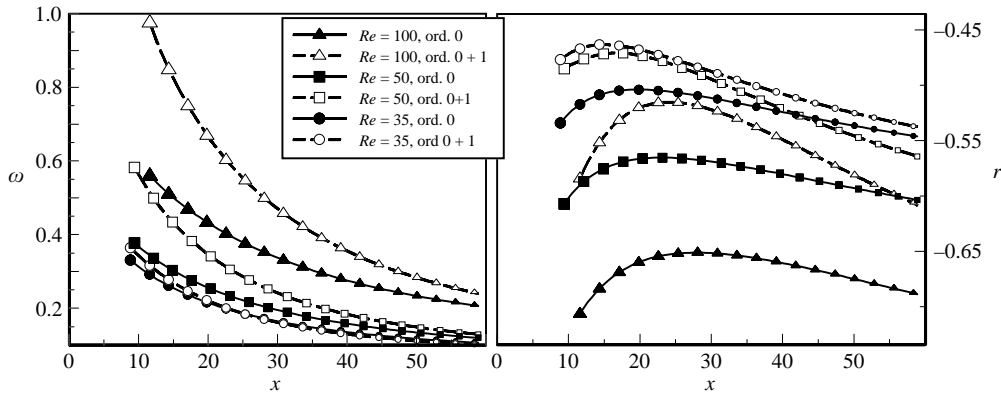 1.0
0.8
0.6
0.4
0.2
ω
0 10 20 30 40 50
x
Re = 100, ord. 0
Re = 100, ord. 0 + 1
Re = 50, ord. 0
Re = 50, ord. 0+1
Re = 35, ord. 0
Re = 35, ord 0 + 1
–0.45
–0.55
–0.65
r
0 10 20 30 40 50
x